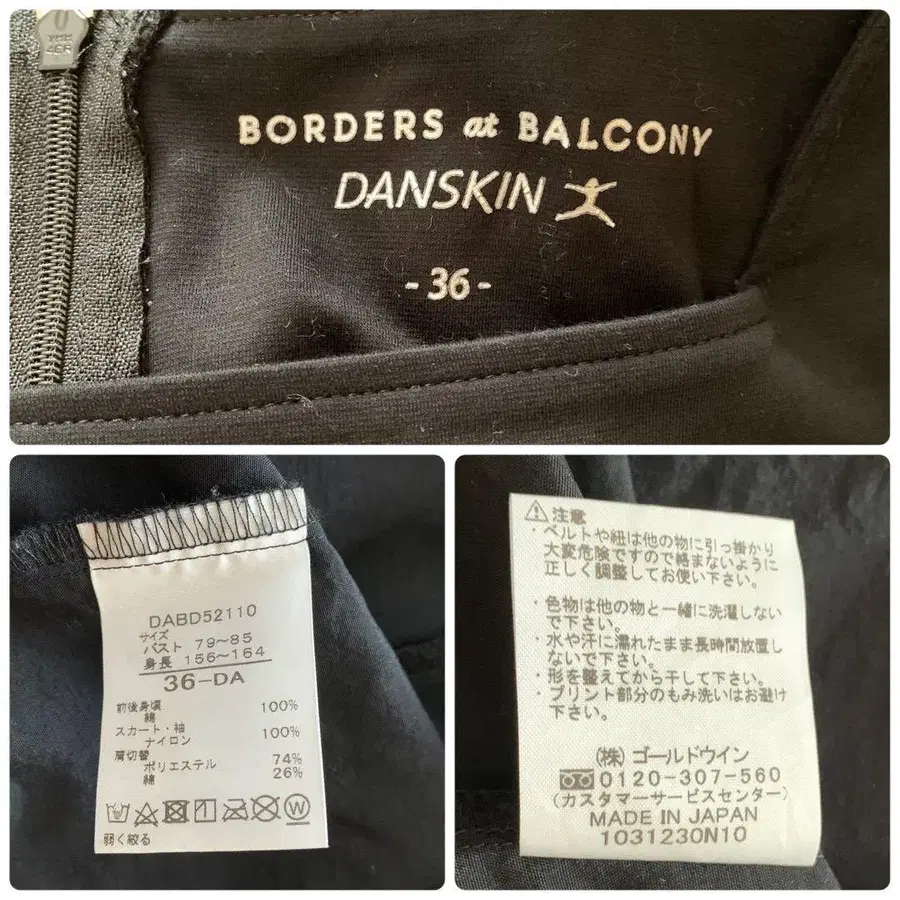 BORDERS at BALCONY
DANSKIN
-36-
DABD52110
サイズ
バスト 79~85
身長 156~164
36-DA
前後身頃
綿 100%
スカート・袖
ナイロン 100%
肩切替
ポリエステル 74%
綿 26%
弱く絞る
注意
・ベルトや紐は他の物に引っ掛かり
大変危険ですので絡まないように
正しく調整してお使い下さい。
・色物は他の物と一緒に洗濯しない
で下さい。
・水や汗に濡れたまま長時間放置し
ないで下さい。
・形を整えてから干して下さい。
・プリント部分のもみ洗いはお避け
下さい。
(株) ゴールドウイン
0120-307-560
(カスタマーサービスセンター)
MADE IN JAPAN
1031230N10